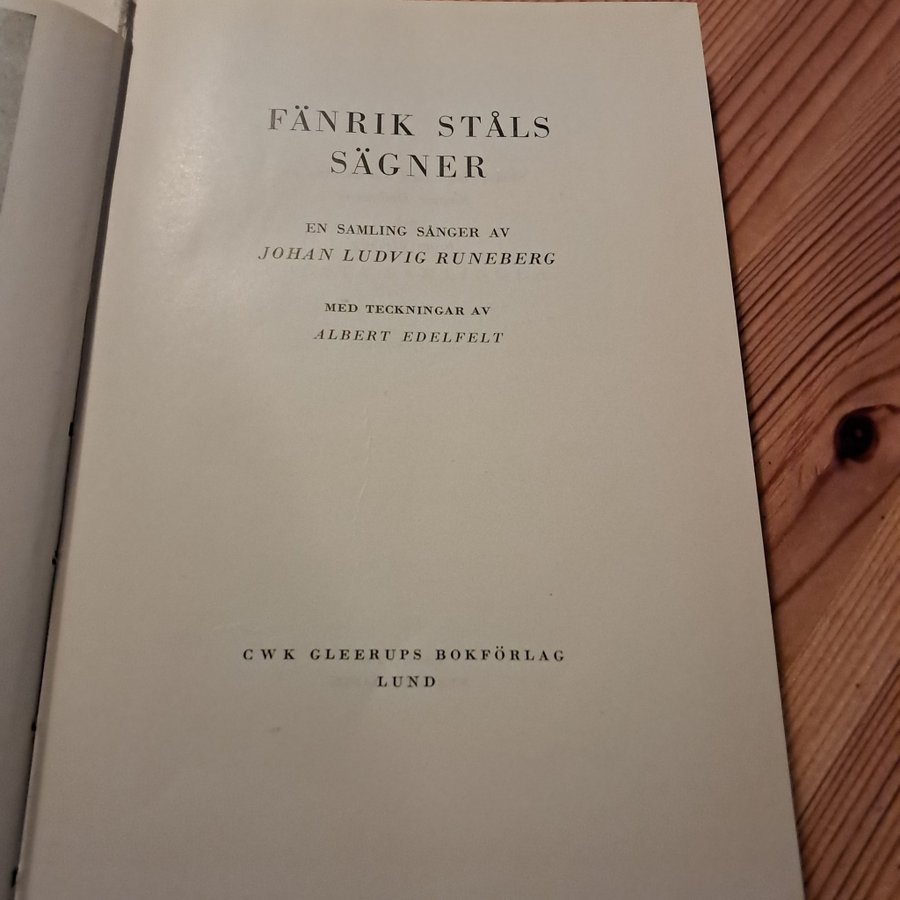 FÄNRIK STÅLS
SÄGNER
EN SAMLING SÅNGER AV
JOHAN LUDVIG RUNEBERG
MED TECKNINGAR AV
ALBERT EDELFELT
CWK GLEERUPS BOKFÖRLAG
LUND